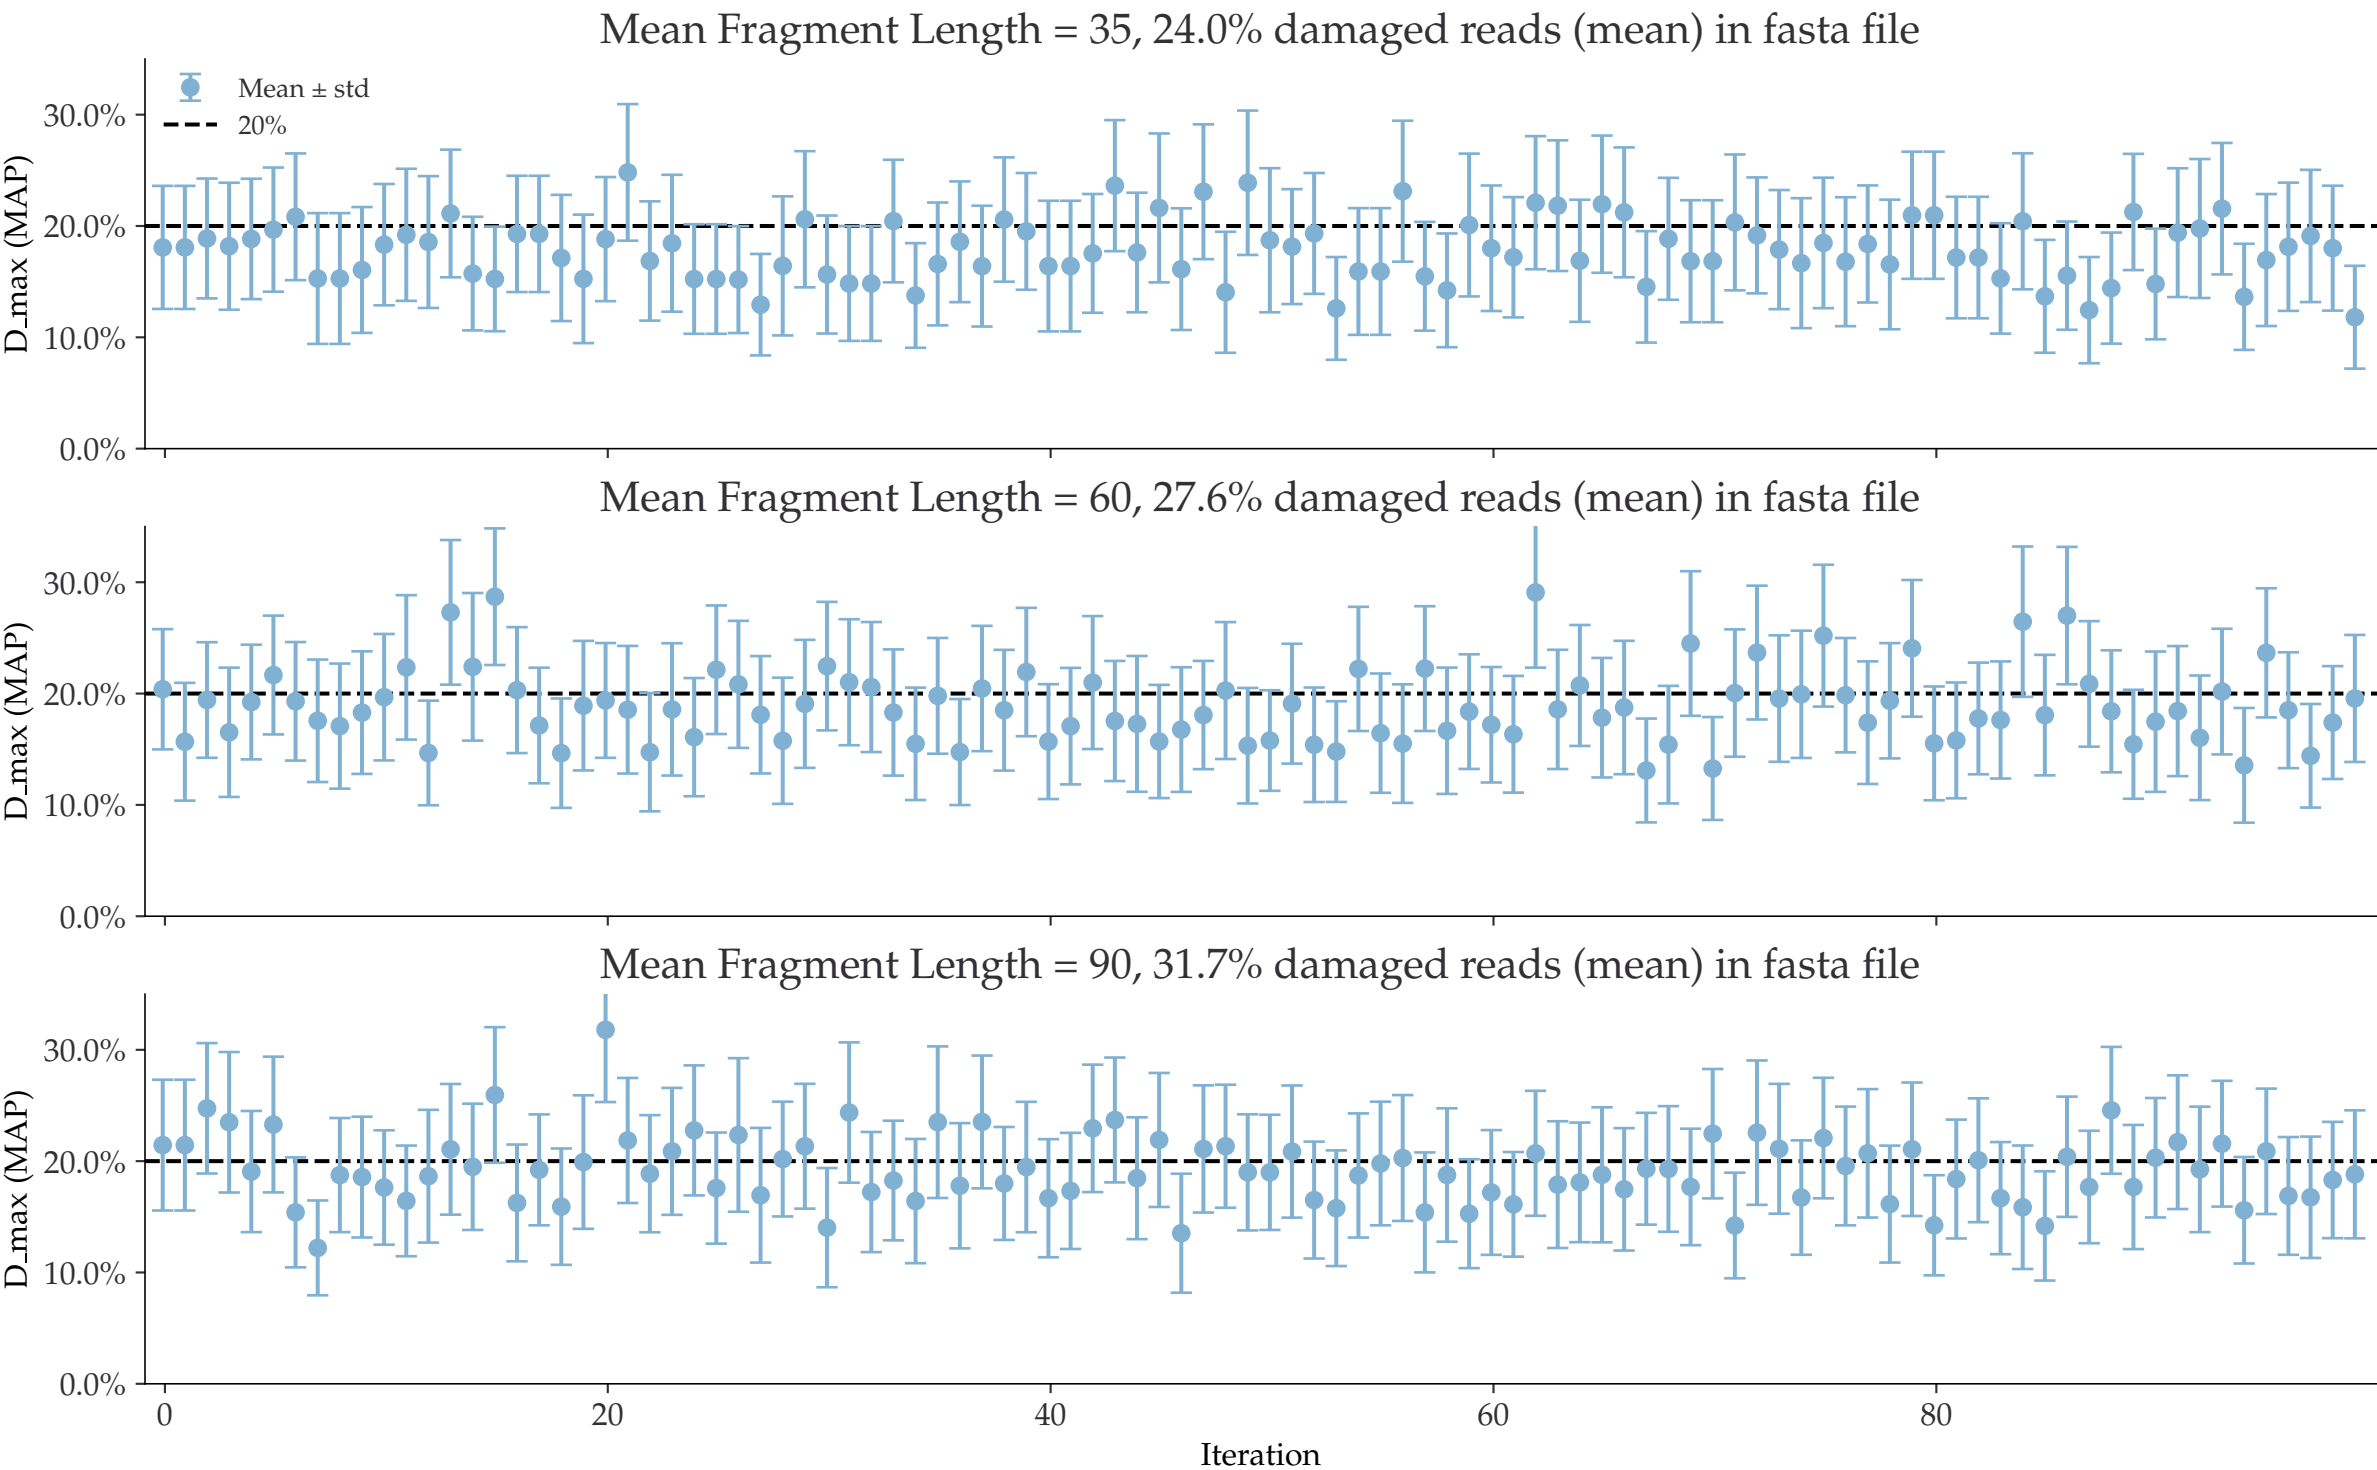 Mean Fragment Length = 35, 24.0% damaged reads (mean) in fasta file
Mean ± std
20%
30.0%
20.0%
10.0%
0.0%
D_max (MAP)
Mean Fragment Length = 60, 27.6% damaged reads (mean) in fasta file
30.0%
20.0%
10.0%
0.0%
D_max (MAP)
Mean Fragment Length = 90, 31.7% damaged reads (mean) in fasta file
30.0%
20.0%
10.0%
0.0%
D_max (MAP)
0 20 40 60 80
Iteration